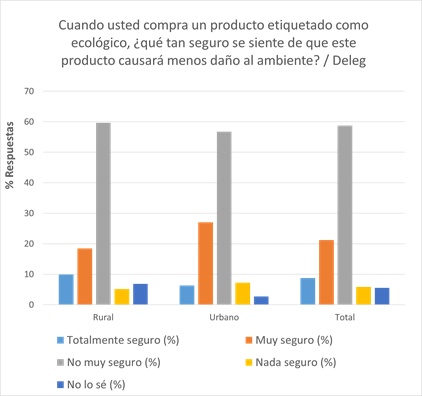 Cuando usted compra un producto etiquetado como
ecológico, ¿qué tan seguro se siente de que este
producto causará menos daño al ambiente? / Deleg
% Respuestas
70
60
50
40
30
20
10
0
Rural
Urbano
Total
Totalmente seguro (%)
Muy seguro (%)
No muy seguro (%)
Nada seguro (%)
No lo sé (%)